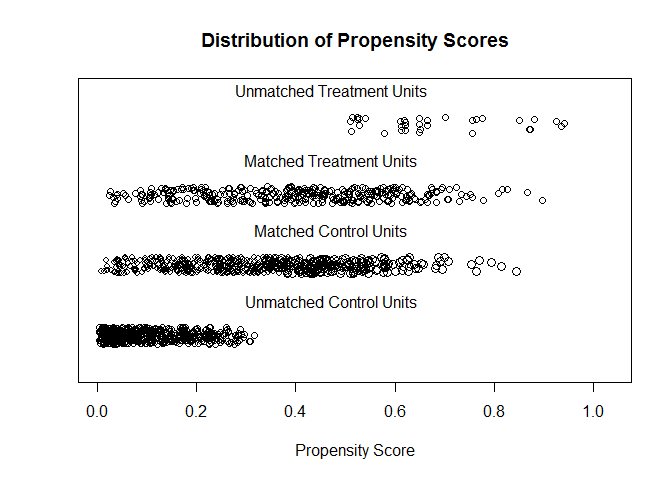 Distribution of Propensity Scores
Unmatched Treatment Units
Matched Treatment Units
Matched Control Units
Unmatched Control Units
0.0 0.2 0.4 0.6 0.8 1.0
Propensity Score